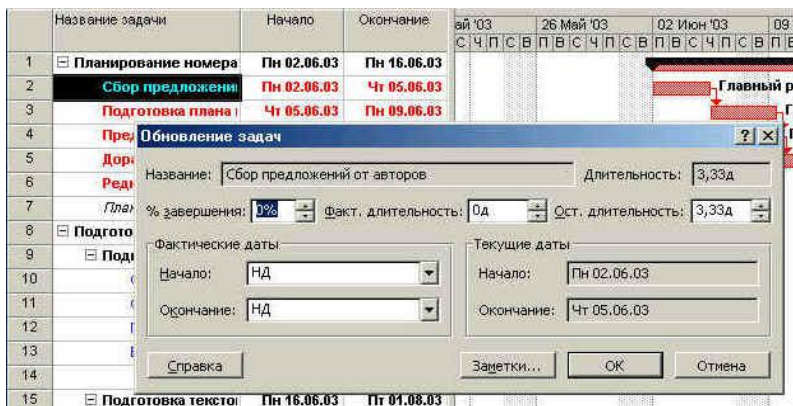 Название задачи Начало Окончание ай '03 26 Май '03 02 Июн '03 09
С Ч П С В П В С Ч П С В П В С Ч П С В П В
1 Планирование номера Пн 02.06.03 Пн 16.06.03
2 Сбор предложени Пн 02.06.03 Чт 05.06.03 Главный р
3 Подготовка плана Чт 05.06.03 Пн 09.06.03
4 Пред
Обновление задач
5 Дора
Название: Сбор предложений от авторов Длительность: 3,33д
6 Реди
7 План
% завершения: 0% Факт. длительность: 0д Ост. длительность: 3,33д
8 Подгото
Фактические даты Текущие даты
9 Подг
Начало: НД Начало: Пн 02.06.03
10
11
Окончание: НД Окончание: Чт 05.06.03
12
13
Справка Заметки... ОК Отмена
14
15 Подготовка тексто Пн 16.06.03 Пт 01.08.03